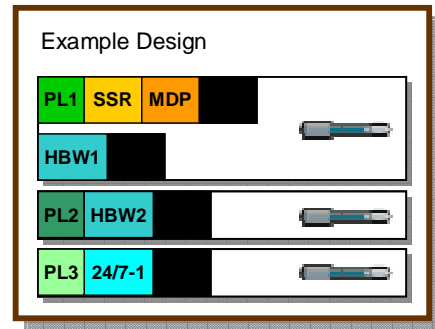 Example Design
PL1 SSR MDP
HBW1
PL2 HBW2
PL3 24/7-1